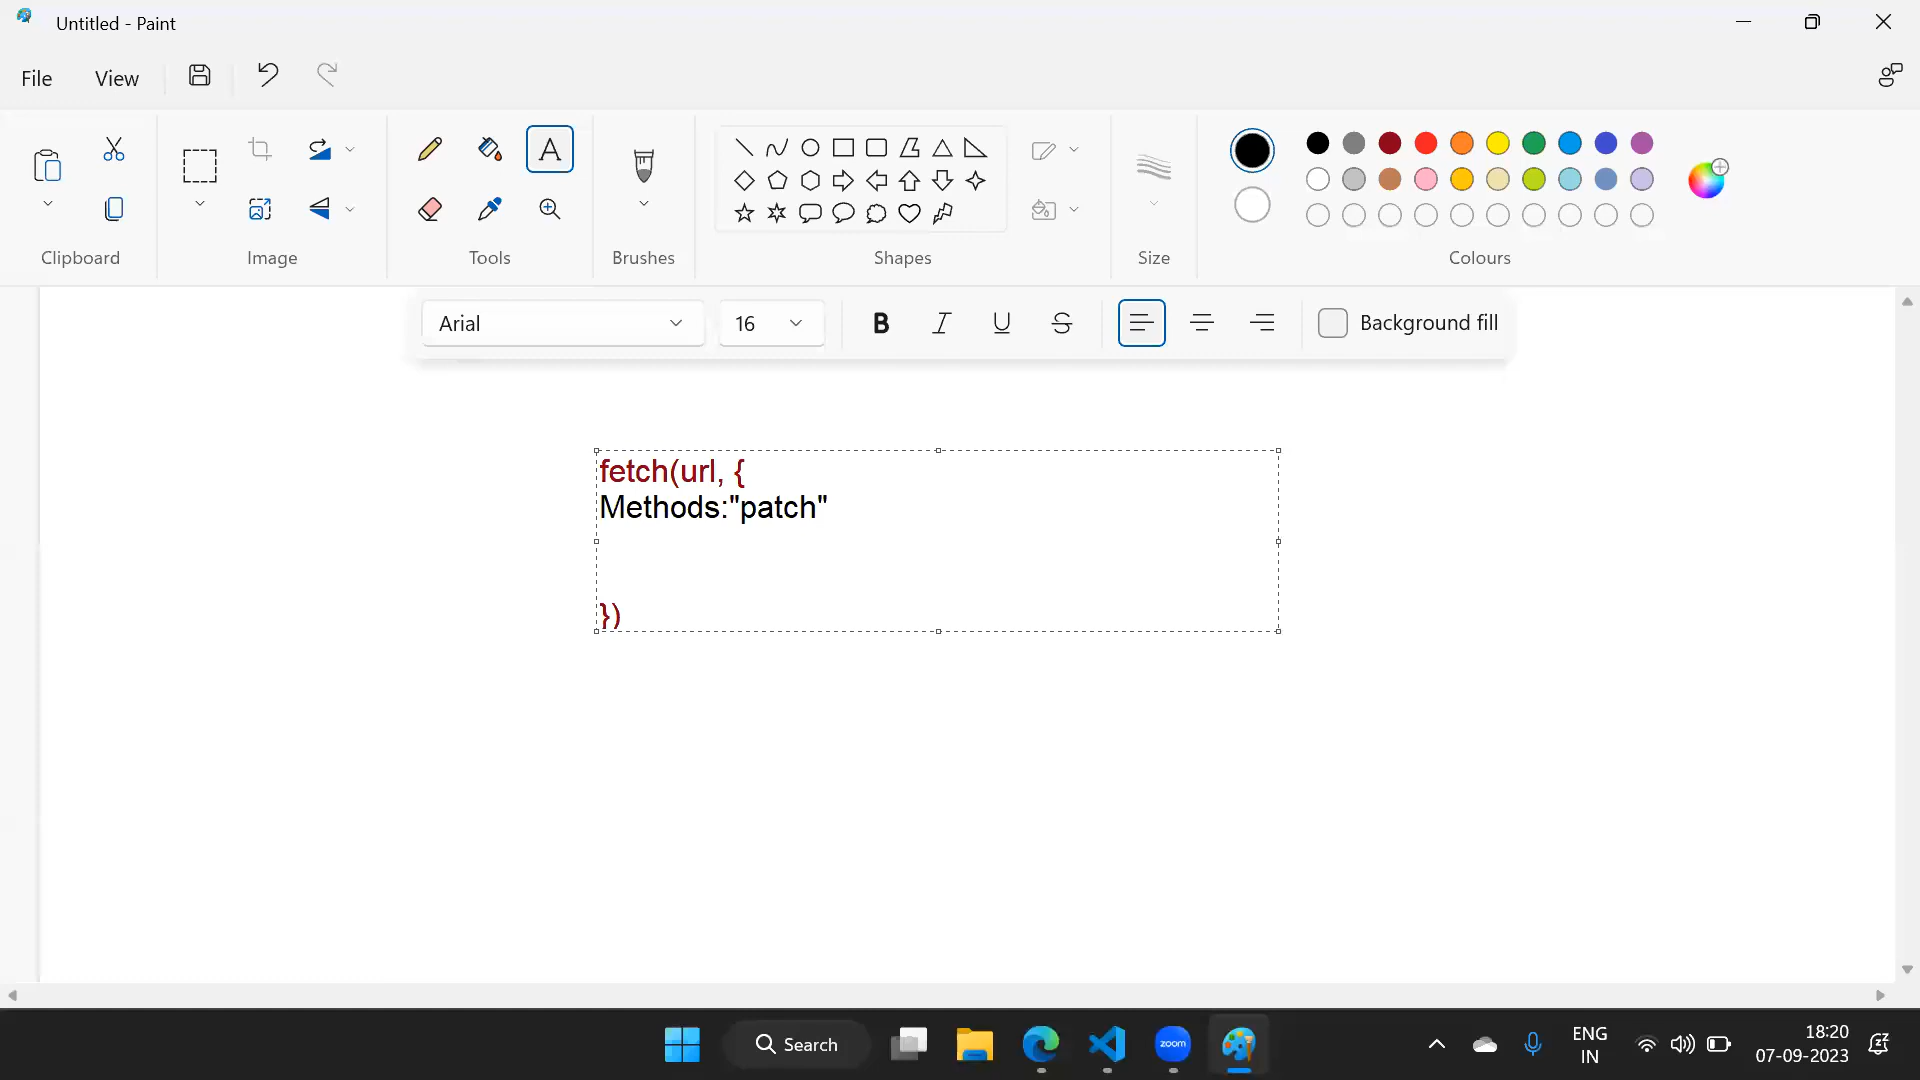 Untitled - Paint
File
View
Clipboard
Image
Tools
Brushes
Shapes
Size
Colours
Arial
16
B
I
U
S
Background fill
fetch(url, {
Methods:"patch"
})
Search
zoom
ENG
IN
18:20
07-09-2023